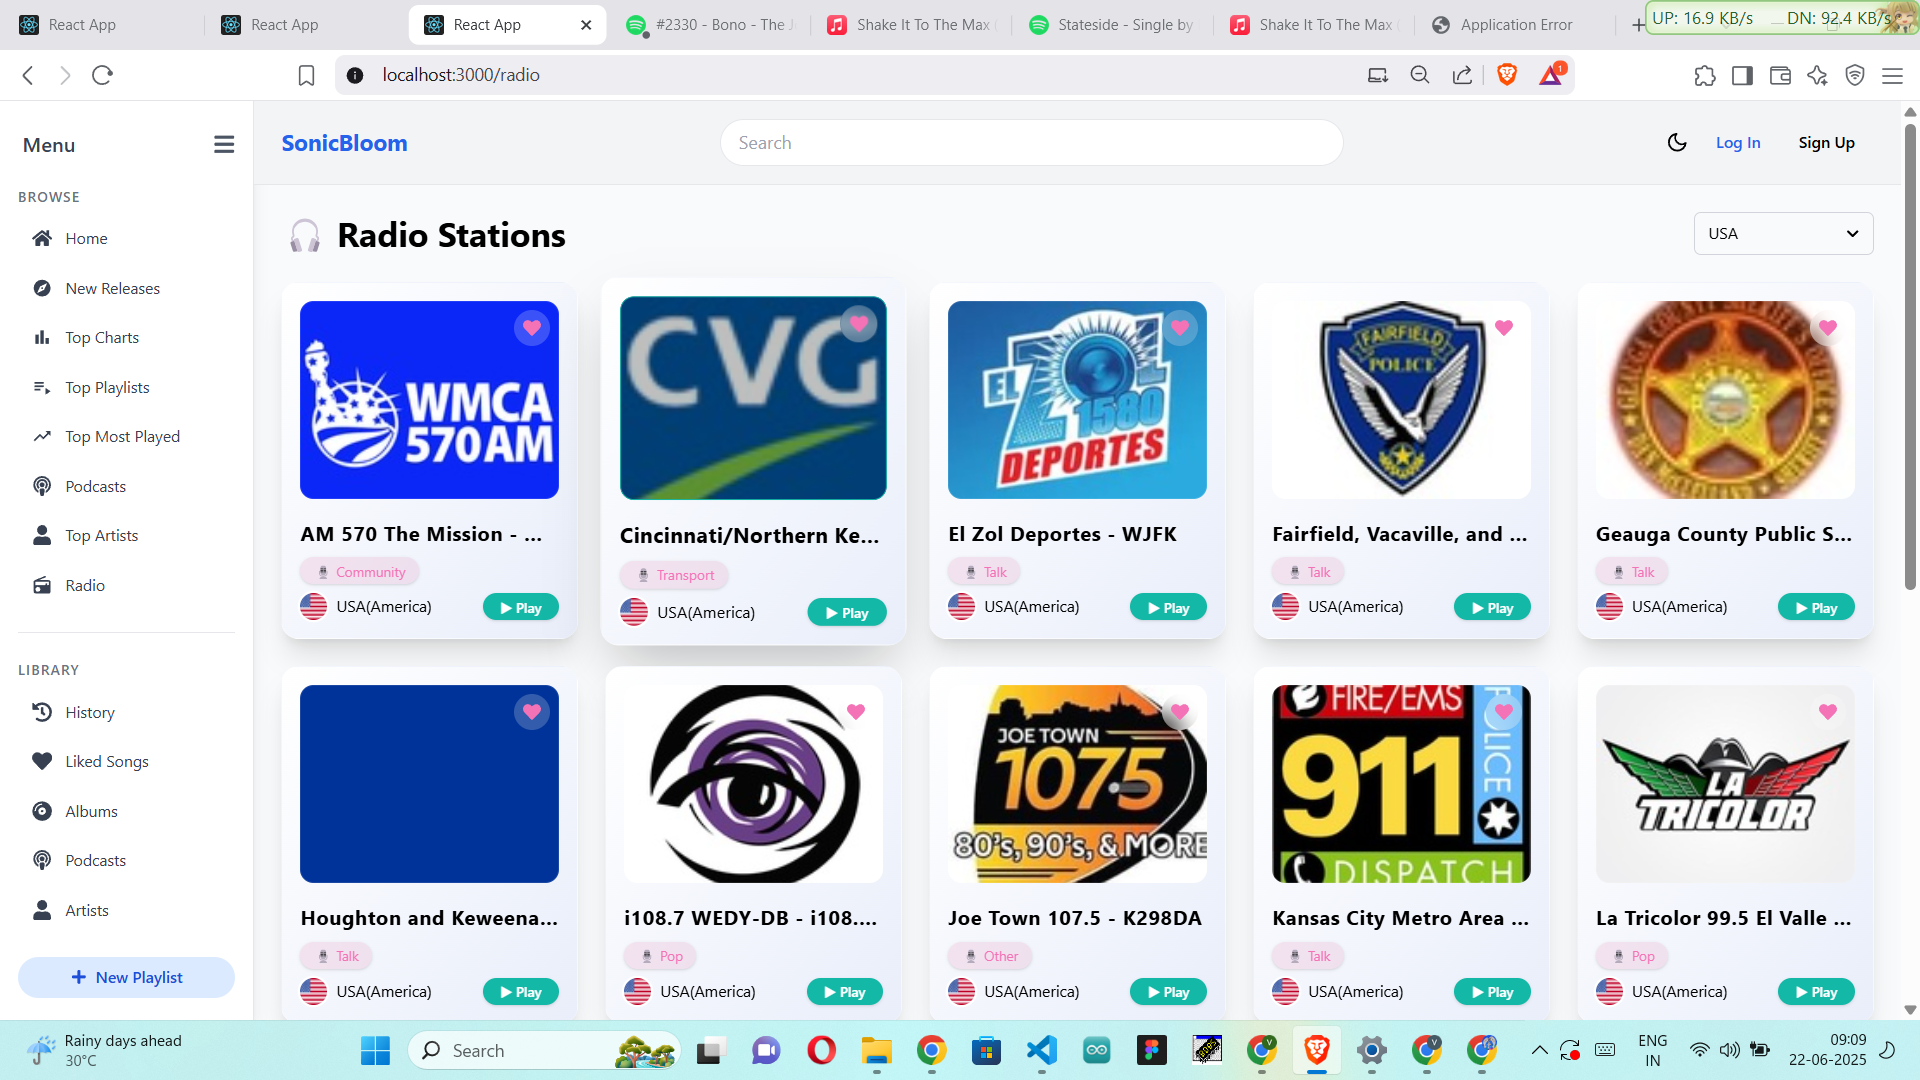 React App
React App
React App
#2330 - Bono - The J
Shake It To The Max (
Stateside - Single by
Shake It To The Max (
Application Error
UP: 16.9 KB/s DN: 92.4 KB/s
localhost:3000/radio
1
Menu
SonicBloom
Search
Log In
Sign Up
BROWSE
Home
New Releases
Top Charts
Top Playlists
Top Most Played
Podcasts
Top Artists
Radio
LIBRARY
History
Liked Songs
Albums
Podcasts
Artists
New Playlist
Radio Stations
USA
WMCA
570AM
CVG
EL
ZOL
1580
DEPORTES
FAIRFIELD
POLICE
AM 570 The Mission - ...
Cincinnati/Northern Ke...
El Zol Deportes - WJFK
Fairfield, Vacaville, and ...
Geauga County Public S...
Community
Transport
Talk
Talk
Talk
USA(America)
Play
USA(America)
Play
USA(America)
Play
USA(America)
Play
USA(America)
Play
JOE TOWN
1075
80's, 90's, & MORE
FIRE/EMS
911
POLICE
DISPATCH
LA
TRICOLOR
Houghton and Keweena...
i108.7 WEDY-DB - i108....
Joe Town 107.5 - K298DA
Kansas City Metro Area ...
La Tricolor 99.5 El Valle ...
Talk
Pop
Other
Talk
Pop
USA(America)
Play
USA(America)
Play
USA(America)
Play
USA(America)
Play
USA(America)
Play
Rainy days ahead
30°C
Search
ENG
IN
09:09
22-06-2025